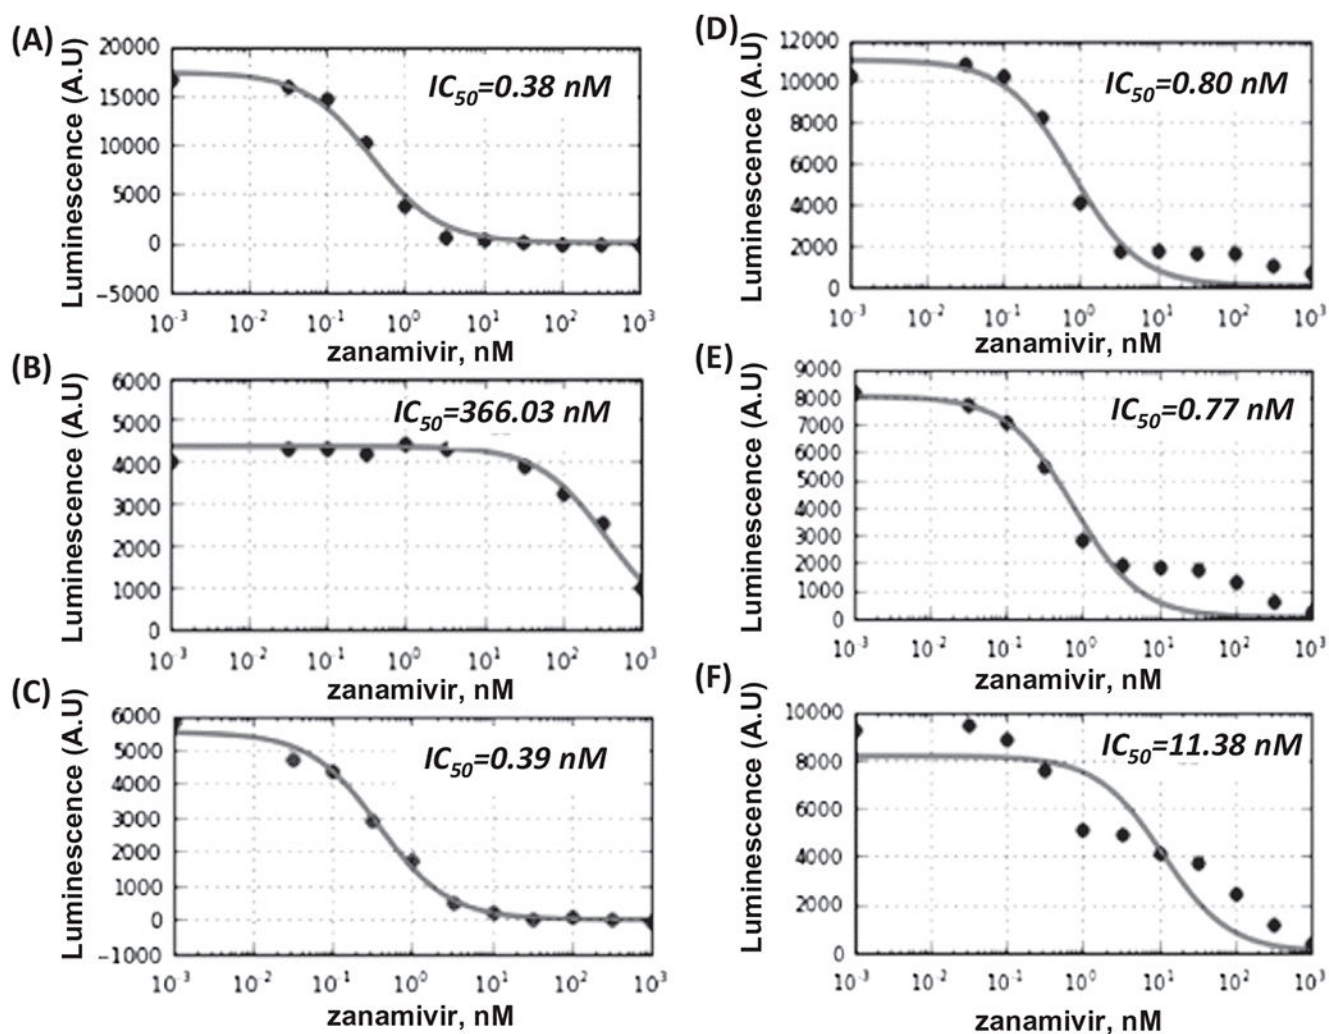 (A)
Luminescence (A.U)
20000
15000
10000
5000
0
−5000
IC50=0.38 nM
10-3 10-2 10-1 100 101 102 103
zanamivir, nM
(B)
Luminescence (A.U)
6000
5000
4000
3000
2000
1000
0
IC50=366.03 nM
10-3 10-2 10-1 100 101 102 103
zanamivir, nM
(C)
Luminescence (A.U)
6000
5000
4000
3000
2000
1000
0
−1000
IC50=0.39 nM
10-3 10-2 10-1 100 101 102 103
zanamivir, nM
(D)
Luminescence (A.U)
12000
10000
8000
6000
4000
2000
0
IC50=0.80 nM
10-3 10-2 10-1 100 101 102 103
zanamivir, nM
(E)
Luminescence (A.U)
9000
8000
7000
6000
5000
4000
3000
2000
1000
0
IC50=0.77 nM
10-3 10-2 10-1 100 101 102 103
zanamivir, nM
(F)
Luminescence (A.U)
10000
8000
6000
4000
2000
0
IC50=11.38 nM
10-3 10-2 10-1 100 101 102 103
zanamivir, nM